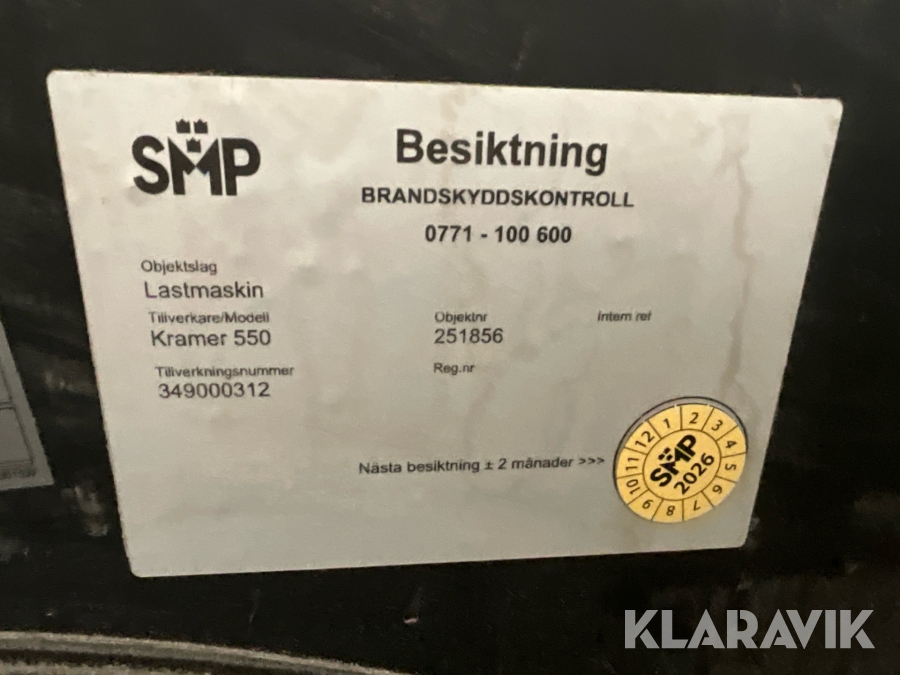 SMP
Besiktning
BRANDSKYDDSKONTROLL
0771 - 100 600
Objektslag
Lastmaskin
Tillverkare/Modell
Kramer 550
Objektnr
251856
Intern ref
Tillverkningsnummer
349000312
Reg.nr
Nästa besiktning ± 2 månader >>>
1 2 3 4 5 6 7 8 9 10 11 12
SMP
2026
KLARAVIK